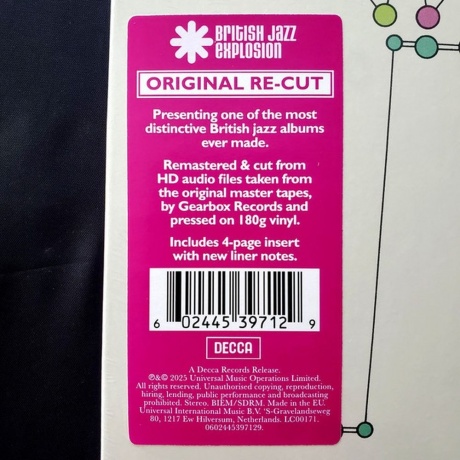 BRITISH JAZZ
EXPLOSION
ORIGINAL RE-CUT
Presenting one of the most
distinctive British jazz albums
ever made.
Remastered & cut from
HD audio files taken from
the original master tapes,
by Gearbox Records and
pressed on 180g vinyl.
Includes 4-page insert
with new liner notes.
6 02445 39712 9
DECCA
A Decca Records Release.
℗&© 2025 Universal Music Operations Limited.
All rights reserved. Unauthorised copying, reproduction,
hiring, lending, public performance and broadcasting
prohibited. Stereo. BIEM/SDRM. Made in the EU.
Universal International Music B.V. 'S-Gravelandseweg
80, 1217 Ew Hilversum, Netherlands. LC00171.
0602445397129.